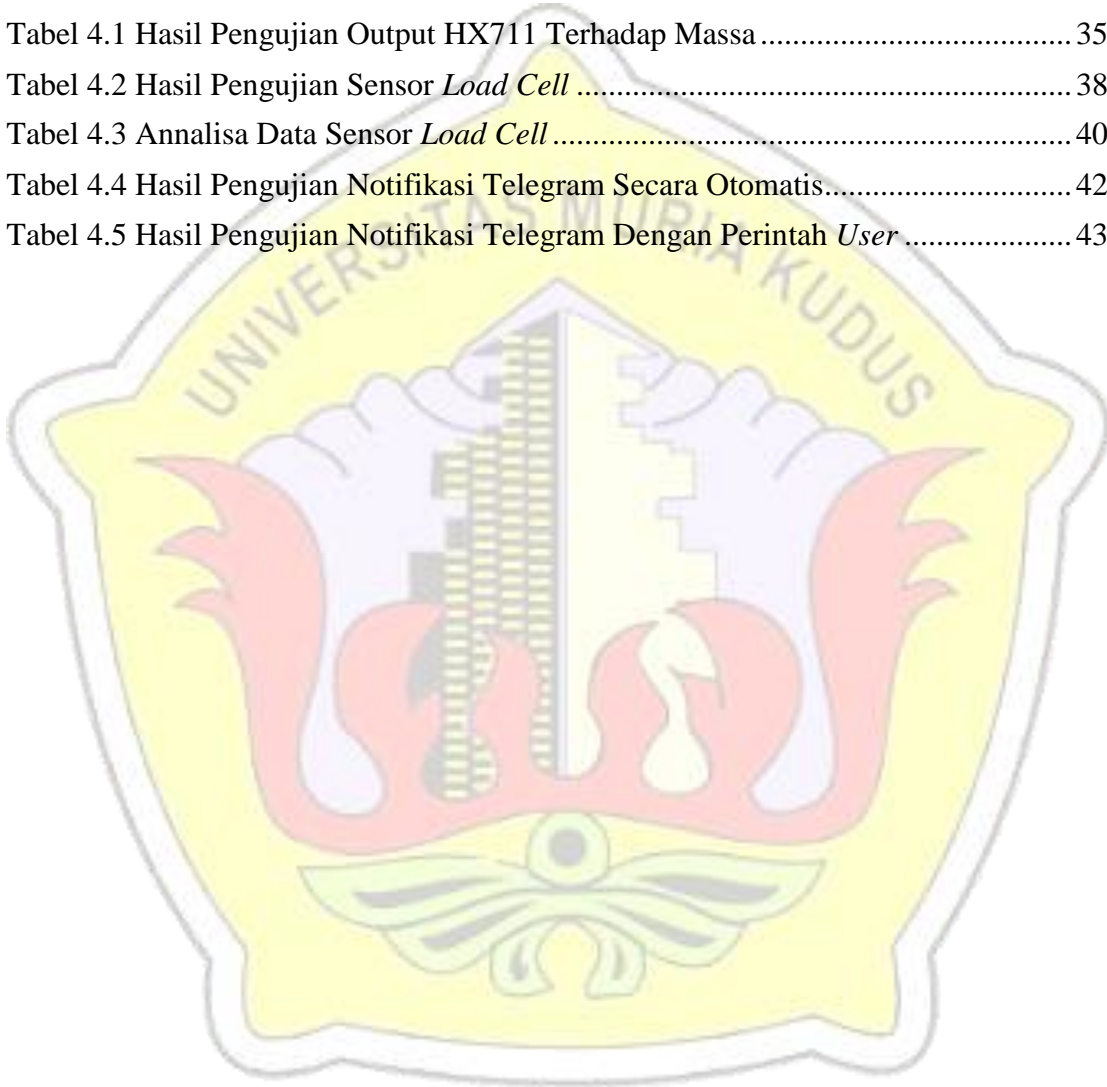 Tabel 4.1 Hasil Pengujian Output HX711 Terhadap Massa ................................... 35
Tabel 4.2 Hasil Pengujian Sensor Load Cell ........................................................ 38
Tabel 4.3 Annalisa Data Sensor Load Cell ........................................................... 40
Tabel 4.4 Hasil Pengujian Notifikasi Telegram Secara Otomatis............................ 42
Tabel 4.5 Hasil Pengujian Notifikasi Telegram Dengan Perintah User ................... 43
UNIVERSITAS MURIA KUDUS